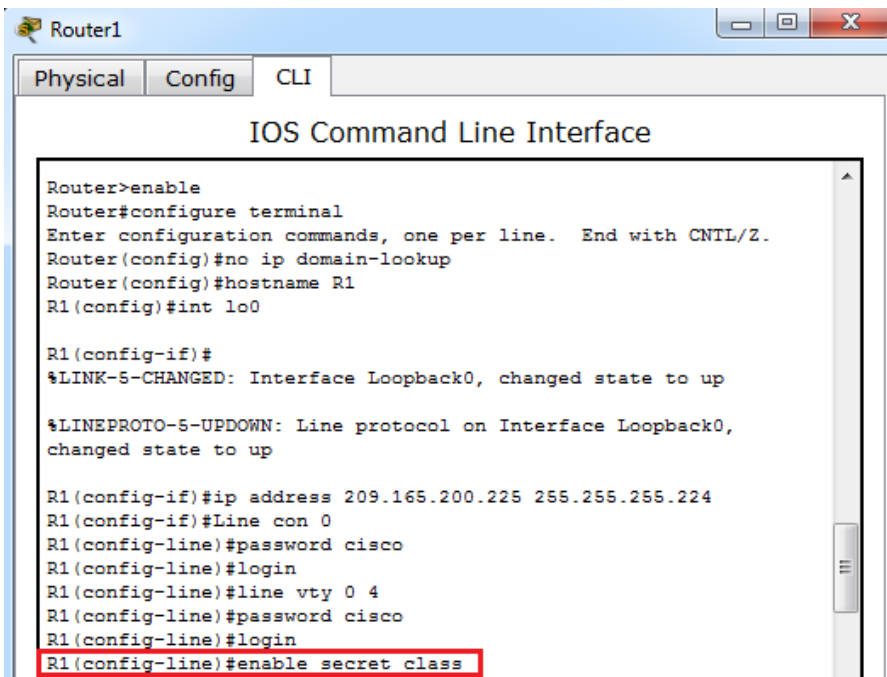 Router1
Physical Config CLI
IOS Command Line Interface
Router>enable
Router#configure terminal
Enter configuration commands, one per line.  End with CNTL/Z.
Router(config)#no ip domain-lookup
Router(config)#hostname R1
R1(config)#int lo0
R1(config-if)#
%LINK-5-CHANGED: Interface Loopback0, changed state to up
%LINEPROTO-5-UPDOWN: Line protocol on Interface Loopback0,
changed state to up
R1(config-if)#ip address 209.165.200.225 255.255.255.224
R1(config-if)#Line con 0
R1(config-line)#password cisco
R1(config-line)#login
R1(config-line)#line vty 0 4
R1(config-line)#password cisco
R1(config-line)#login
R1(config-line)#enable secret class